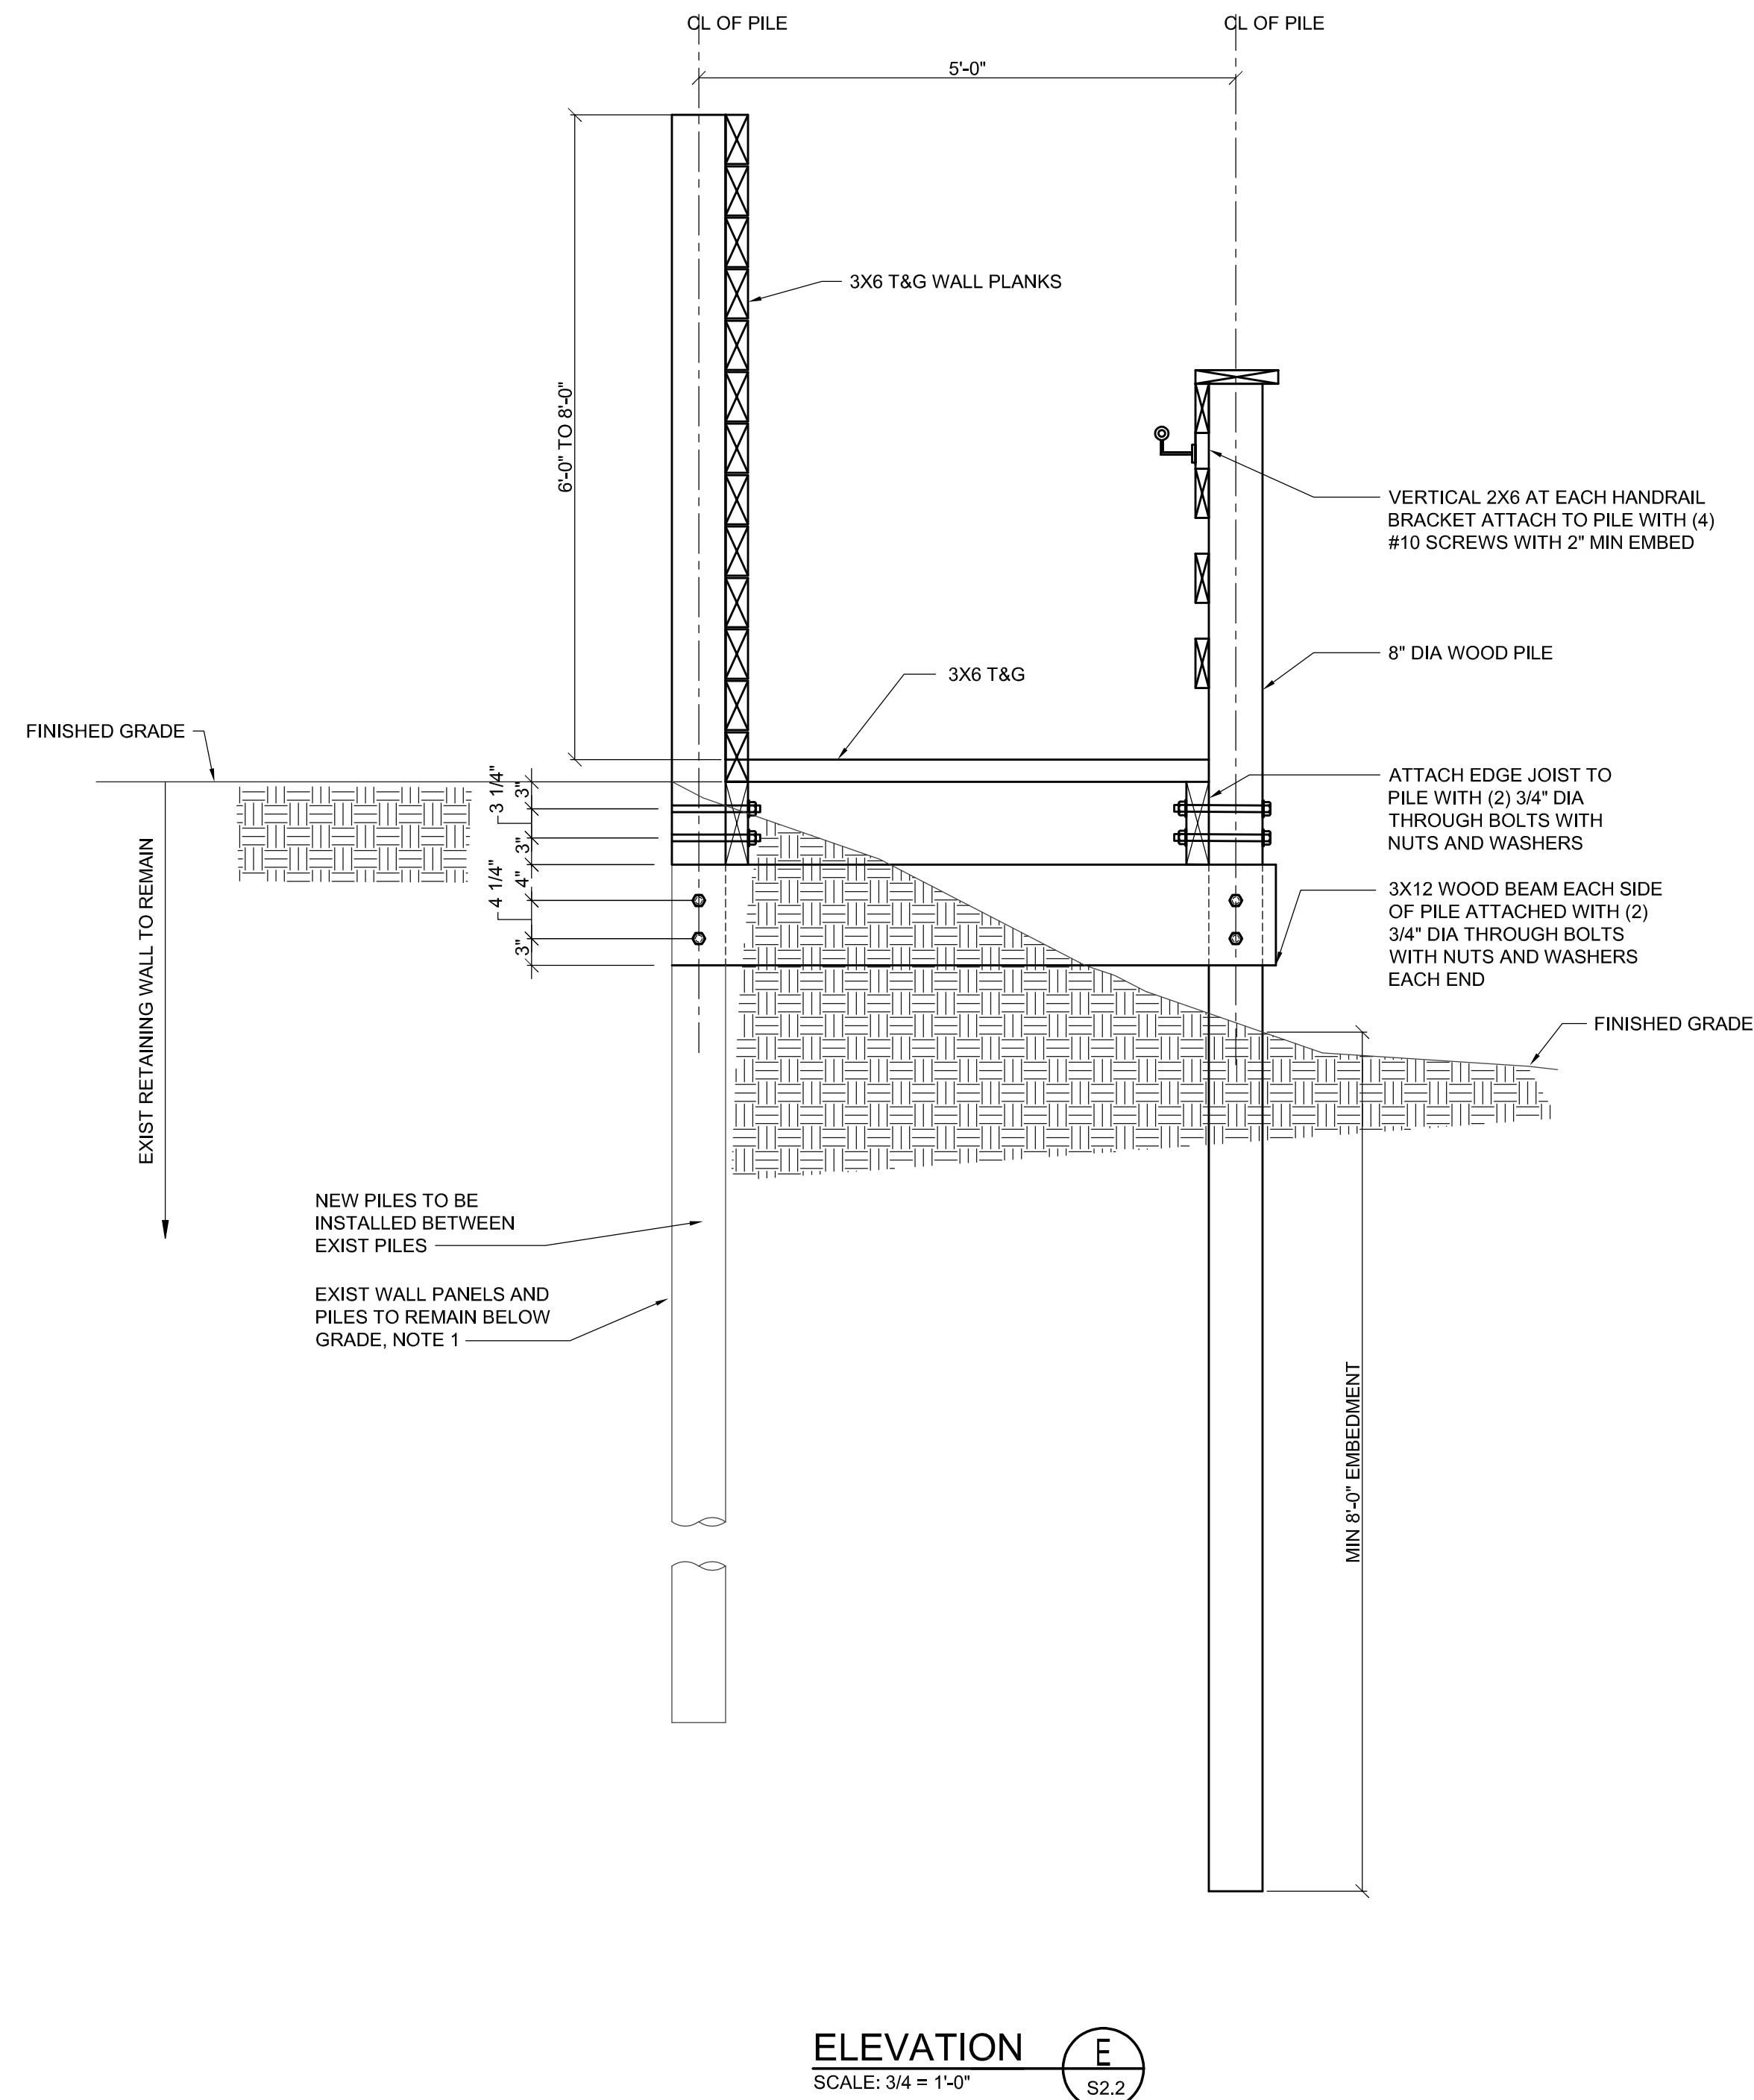 CL OF PILE
CL OF PILE
5'-0"
3X6 T&G WALL PLANKS
6'-0" TO 8'-0"
VERTICAL 2X6 AT EACH HANDRAIL
BRACKET ATTACH TO PILE WITH (4)
#10 SCREWS WITH 2" MIN EMBED
8" DIA WOOD PILE
3X6 T&G
FINISHED GRADE
3"
3 1/4"
3"
4"
4 1/4"
3"
ATTACH EDGE JOIST TO
PILE WITH (2) 3/4" DIA
THROUGH BOLTS WITH
NUTS AND WASHERS
3X12 WOOD BEAM EACH SIDE
OF PILE ATTACHED WITH (2)
3/4" DIA THROUGH BOLTS
WITH NUTS AND WASHERS
EACH END
EXIST RETAINING WALL TO REMAIN
FINISHED GRADE
NEW PILES TO BE
INSTALLED BETWEEN
EXIST PILES
EXIST WALL PANELS AND
PILES TO REMAIN BELOW
GRADE, NOTE 1
MIN 8'-0" EMBEDMENT
ELEVATION
SCALE: 3/4 = 1'-0"
E
S2.2